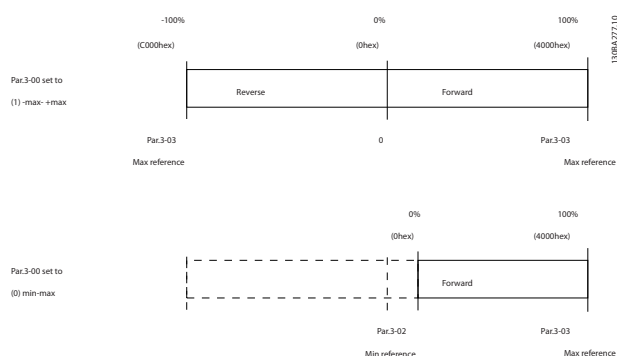 -100% 0% 100%
(C000hex) (0hex) (4000hex)
130BA277.10
Par.3-00 set to
(1) -max- +max
Reverse Forward
Par.3-03 0 Par.3-03
Max reference Max reference
0% 100%
(0hex) (4000hex)
Par.3-00 set to
(0) min-max
Forward
Par.3-02 Par.3-03
Min reference Max reference